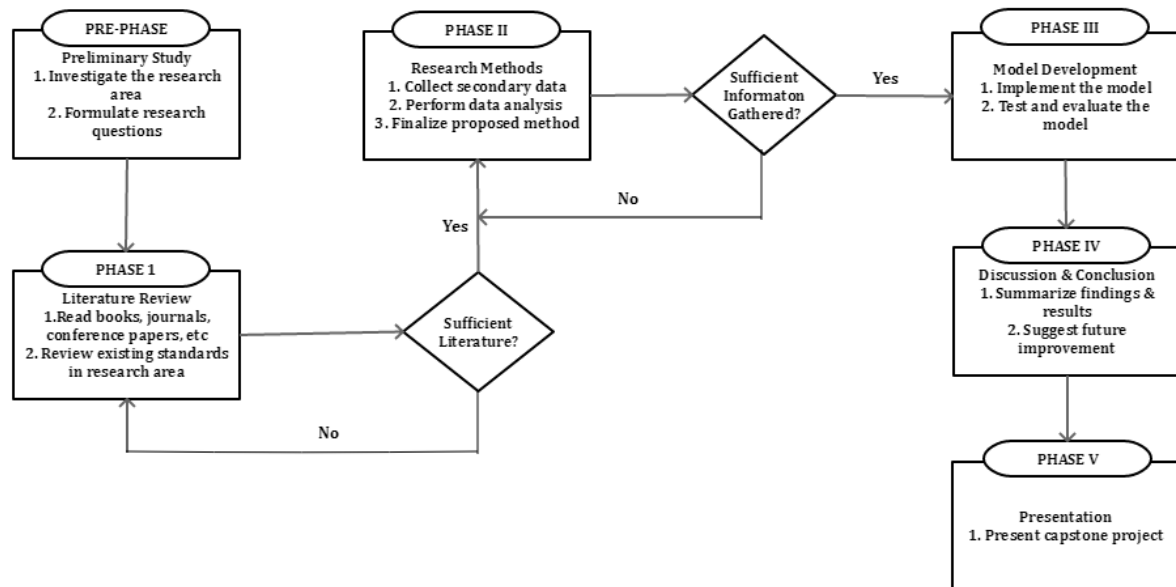 PRE-PHASE
Preliminary Study
1. Investigate the research
area
2. Formulate research
questions
PHASE 1
Literature Review
1.Read books, journals,
conference papers, etc
2. Review existing standards
in research area
Sufficient
Literature?
No
Yes
PHASE II
Research Methods
1. Collect secondary data
2. Perform data analysis
3. Finalize proposed method
Sufficient
Informaton
Gathered?
No
Yes
PHASE III
Model Development
1. Implement the model
2. Test and evaluate the
model
PHASE IV
Discussion & Conclusion
1. Summarize findings &
results
2. Suggest future
improvement
PHASE V
Presentation
1. Present capstone project